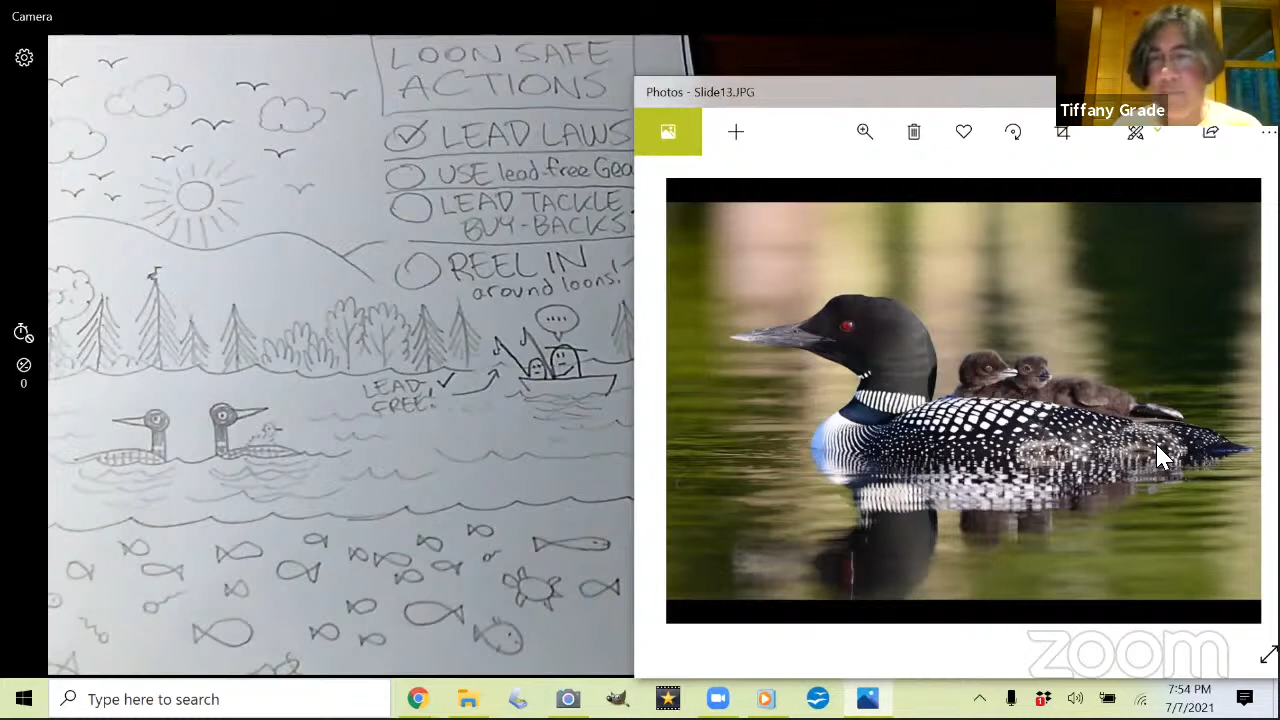 Camera
LOON SAFE
ACTIONS
LEAD LAWS
USE lead-free Gea
LEAD TACKLE
BUY-BACKS
REEL IN
around loons!
....
LEAD
FREE!
0
Photos - Slide13.JPG
Tiffany Grade
zoom
Type here to search
1
7:54 PM
7/7/2021